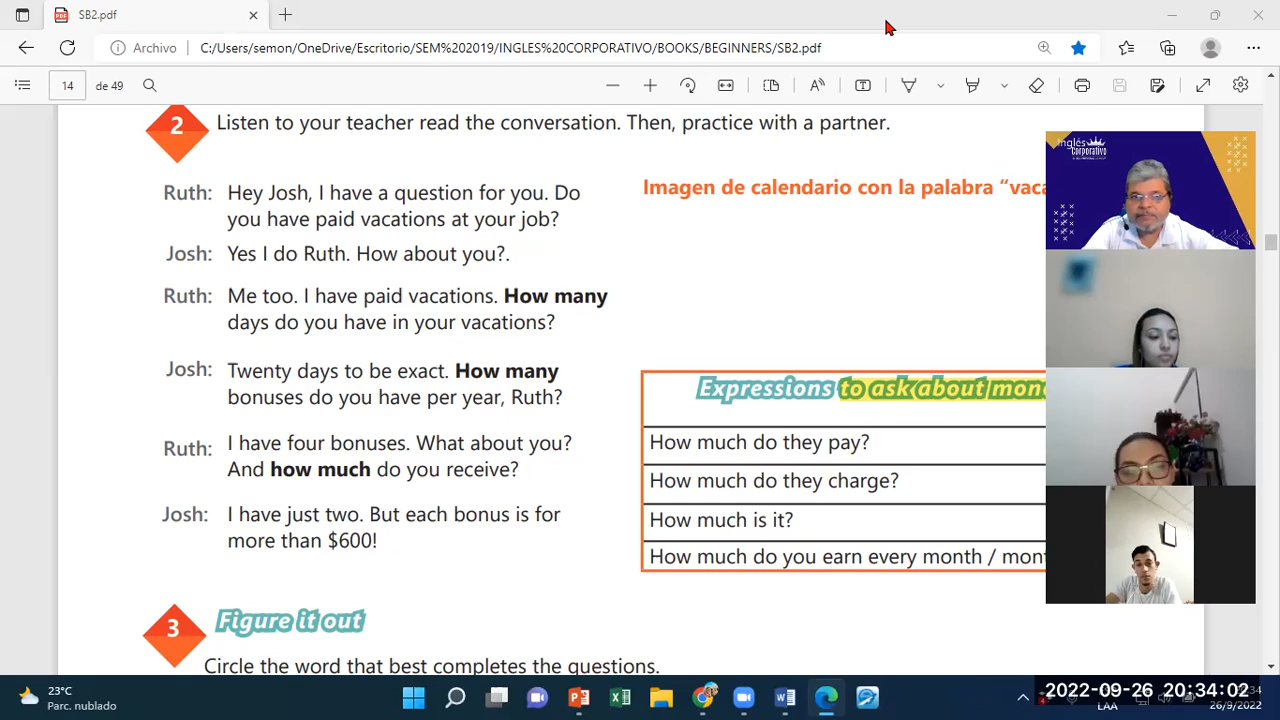 SB2.pdf
Archivo
C:/Users/semon/OneDrive/Escritorio/SEM%202019/INGLES%20CORPORATIVO/BOOKS/BEGINNERS/SB2.pdf
14 de 49
2
Listen to your teacher read the conversation. Then, practice with a partner.
Ruth: Hey Josh, I have a question for you. Do
you have paid vacations at your job?
Josh: Yes I do Ruth. How about you?.
Ruth: Me too. I have paid vacations. How many
days do you have in your vacations?
Josh: Twenty days to be exact. How many
bonuses do you have per year, Ruth?
Ruth: I have four bonuses. What about you?
And how much do you receive?
Josh: I have just two. But each bonus is for
more than $600!
Imagen de calendario con la palabra “vaca
Expressions to ask about mon
How much do they pay?
How much do they charge?
How much is it?
How much do you earn every month / mon
3
Figure it out
Circle the word that best completes the questions.
Inglés
Corporativo
23°C
Parc. nublado
LAA
2022-09-26 20:34:02
26/9/2022